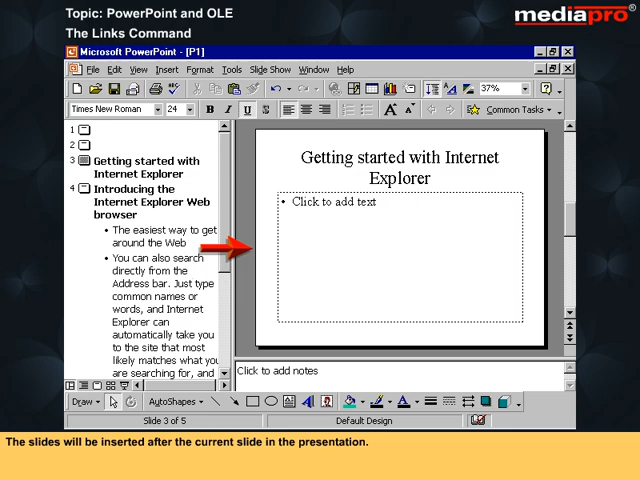 Topic: PowerPoint and OLE
The Links Command
mediapro®
Microsoft PowerPoint - [P1]
File Edit View Insert Format Tools Slide Show Window Help
37%
Times New Roman 24 B I U S A A Common Tasks
1
2
3 Getting started with
Internet Explorer
4 Introducing the
Internet Explorer Web
browser
• The easiest way to get
around the Web
• You can also search
directly from the
Address bar. Just type
common names or
words, and Internet
Explorer can
automatically take you
to the site that most
likely matches what you
are searching for, and
Getting started with Internet
Explorer
• Click to add text
Click to add notes
Draw AutoShapes
Slide 3 of 5 Default Design
The slides will be inserted after the current slide in the presentation.